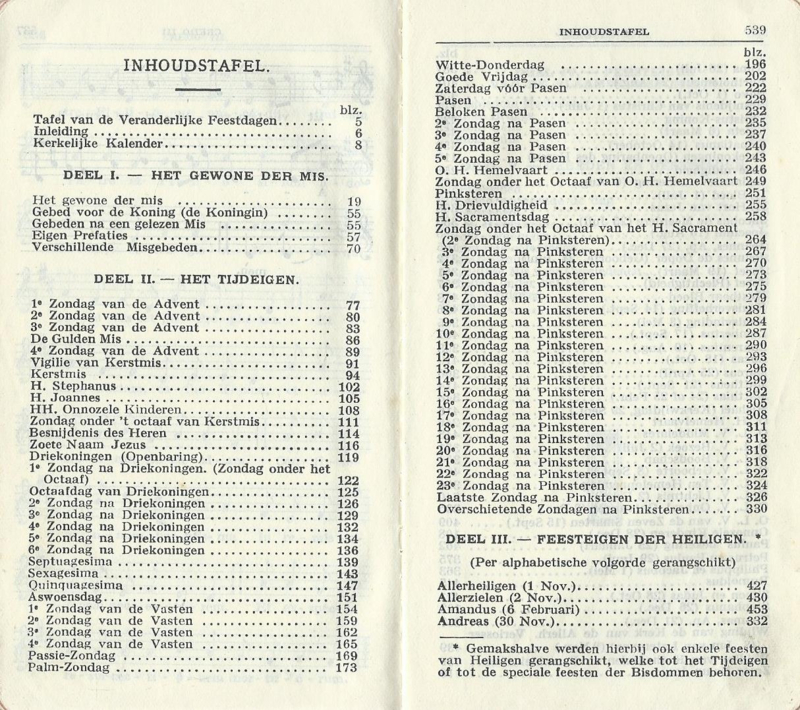 INHOUDSTAFEL.
blz.
Tafel van de Veranderlijke Feestdagen........ 5
Inleiding .................................. 6
Kerkelijke Kalender......................... 8
DEEL I. — HET GEWONE DER MIS.
Het gewone der mis ..................... 19
Gebed voor de Koning (de Koningin) ........ 55
Gebeden na een gelezen Mis ................ 55
Eigen Prefaties ............................ 57
Verschillende Misgebeden.................... 70
DEEL II. — HET TIJDEIGEN.
1e Zondag van de Advent .................. 77
2e Zondag van de Advent .................. 80
3e Zondag van de Advent .................. 83
De Gulden Mis ............................ 86
4e Zondag van de Advent .................. 89
Vigilie van Kerstmis........................ 91
Kerstmis .................................. 94
H. Stephanus .............................. 102
H. Joannes ................................ 105
HH. Onnozele Kinderen...................... 108
Zondag onder 't octaaf van Kerstmis.......... 111
Besnijdenis des Heren ...................... 114
Zoete Naam Jezus .......................... 116
Driekoningen (Openbaring).................. 119
1e Zondag na Driekoningen. (Zondag onder het
Octaaf) ................................ 122
Octaafdag van Driekoningen.................. 125
2e Zondag na Driekoningen ................ 126
3e Zondag na Driekoningen ................ 129
4e Zondag na Driekoningen ................ 132
5e Zondag na Driekoningen ................ 134
6e Zondag na Driekoningen ................ 136
Septuagesima .............................. 139
Sexagesima ................................ 143
Quinquagesima ............................ 147
Aswoensdag................................ 151
1e Zondag van de Vasten .................. 154
2e Zondag van de Vasten .................. 159
3e Zondag van de Vasten .................. 162
4e Zondag van de Vasten .................. 165
Passie-Zondag .............................. 169
Palm-Zondag .............................. 173
INHOUDSTAFEL 539
blz.
Witte-Donderdag .......................... 196
Goede Vrijdag .............................. 202
Zaterdag vóór Pasen ...................... 222
Pasen .................................... 229
Beloken Pasen ............................ 232
2e Zondag na Pasen ...................... 235
3e Zondag na Pasen ...................... 237
4e Zondag na Pasen ...................... 240
5e Zondag na Pasen ...................... 243
O. H. Hemelvaart .......................... 246
Zondag onder het Octaaf van O. H. Hemelvaart 249
Pinksteren ................................ 251
H. Drievuldigheid .......................... 255
H. Sacramentsdag .......................... 258
Zondag onder het Octaaf van het H. Sacrament
(2e Zondag na Pinksteren).................. 264
3e Zondag na Pinksteren .................. 267
4e Zondag na Pinksteren .................. 270
5e Zondag na Pinksteren .................. 273
6e Zondag na Pinksteren .................. 275
7e Zondag na Pinksteren .................. 279
8e Zondag na Pinksteren .................. 281
9e Zondag na Pinksteren .................. 284
10e Zondag na Pinksteren .................. 287
11e Zondag na Pinksteren .................. 290
12e Zondag na Pinksteren .................. 293
13e Zondag na Pinksteren .................. 296
14e Zondag na Pinksteren .................. 299
15e Zondag na Pinksteren .................. 302
16e Zondag na Pinksteren .................. 305
17e Zondag na Pinksteren .................. 308
18e Zondag na Pinksteren .................. 311
19e Zondag na Pinksteren .................. 313
20e Zondag na Pinksteren .................. 316
21e Zondag na Pinksteren .................. 318
22e Zondag na Pinksteren .................. 322
23e Zondag na Pinksteren .................. 324
Laatste Zondag na Pinksteren................ 326
Overschietende Zondagen na Pinksteren........ 330
DEEL III. — FEESTEIGEN DER HEILIGEN. *
(Per alphabetische volgorde gerangschikt)
Allerheiligen (1 Nov.)........................ 427
Allerzielen (2 Nov.).......................... 430
Amandus (6 Februari) ...................... 453
Andreas (30 Nov.).......................... 332
* Gemakshalve werden hierbij ook enkele feesten
van Heiligen gerangschikt, welke tot het Tijdeigen
of tot de speciale feesten der Bisdommen behoren.